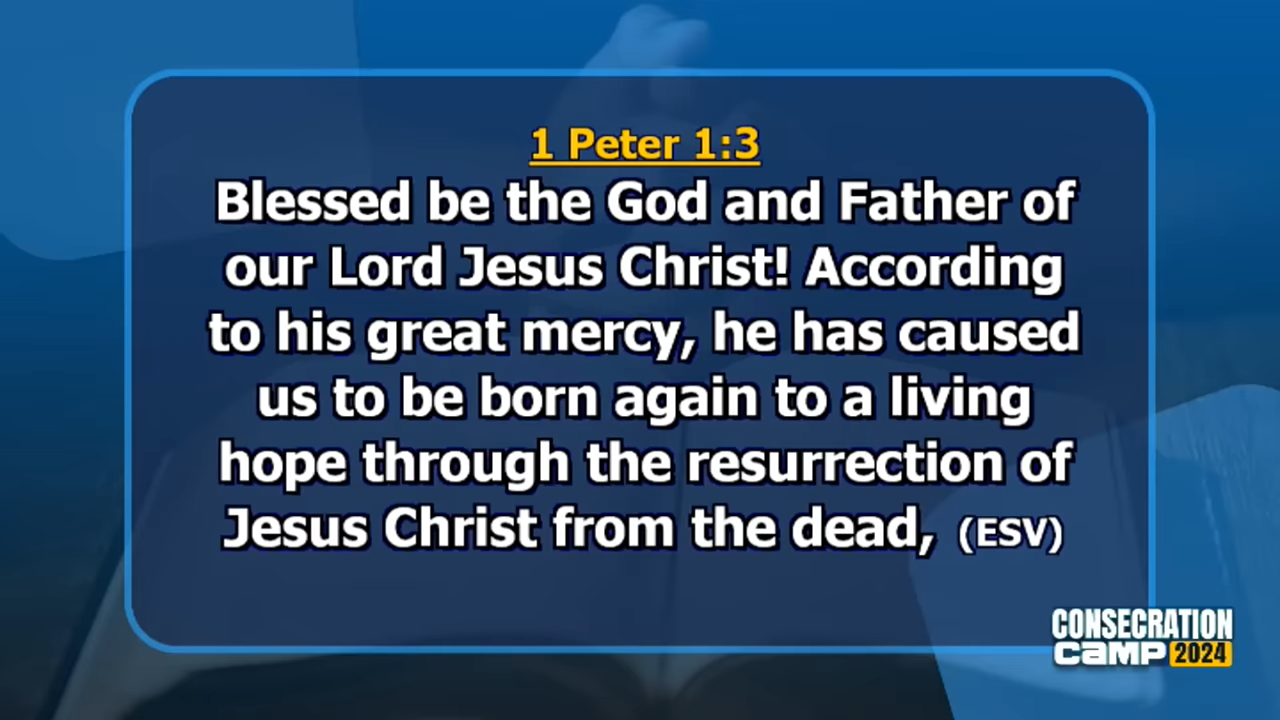 1 Peter 1:3
Blessed be the God and Father of
our Lord Jesus Christ! According
to his great mercy, he has caused
us to be born again to a living
hope through the resurrection of
Jesus Christ from the dead, (ESV)
CONSECRATION
CAMP 2024